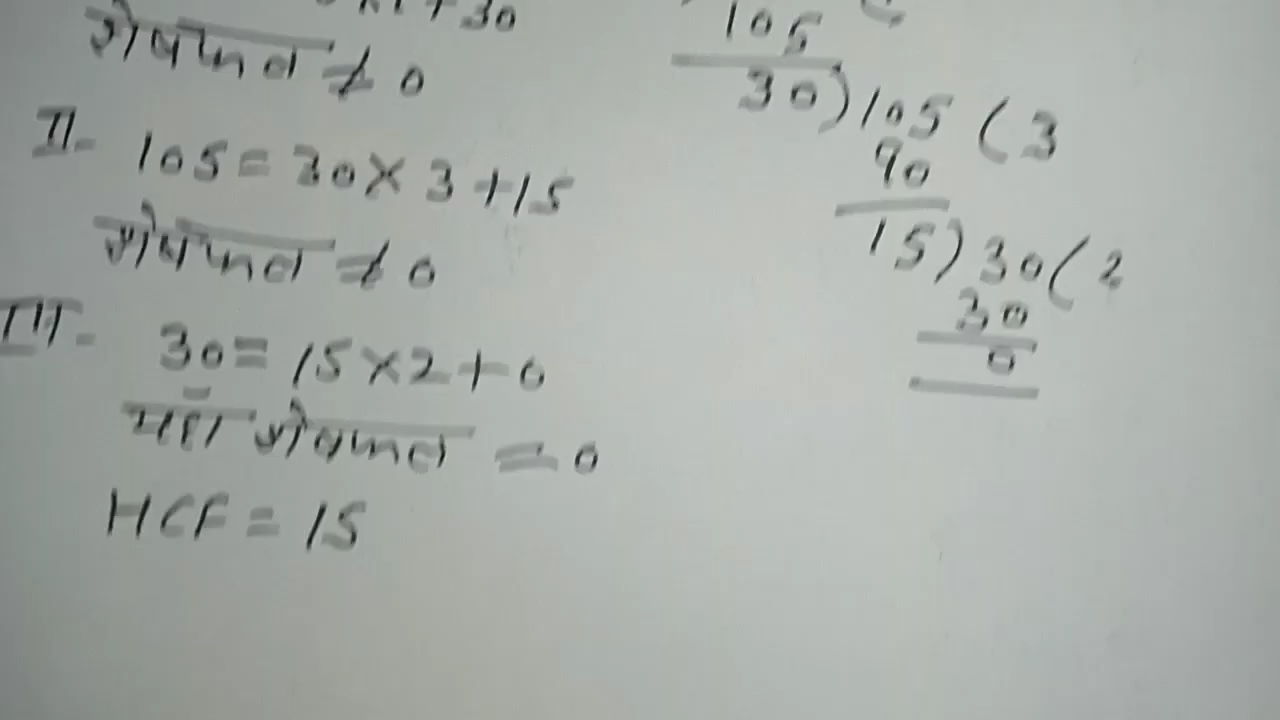 30
शेषफल ≠ 0
II- 105 = 30 × 3 + 15
शेषफल ≠ 0
III- 30 = 15 × 2 + 0
यहाँ शेषफल = 0
HCF = 15
105
30 ) 105 ( 3
90
15 ) 30 ( 2
30
0